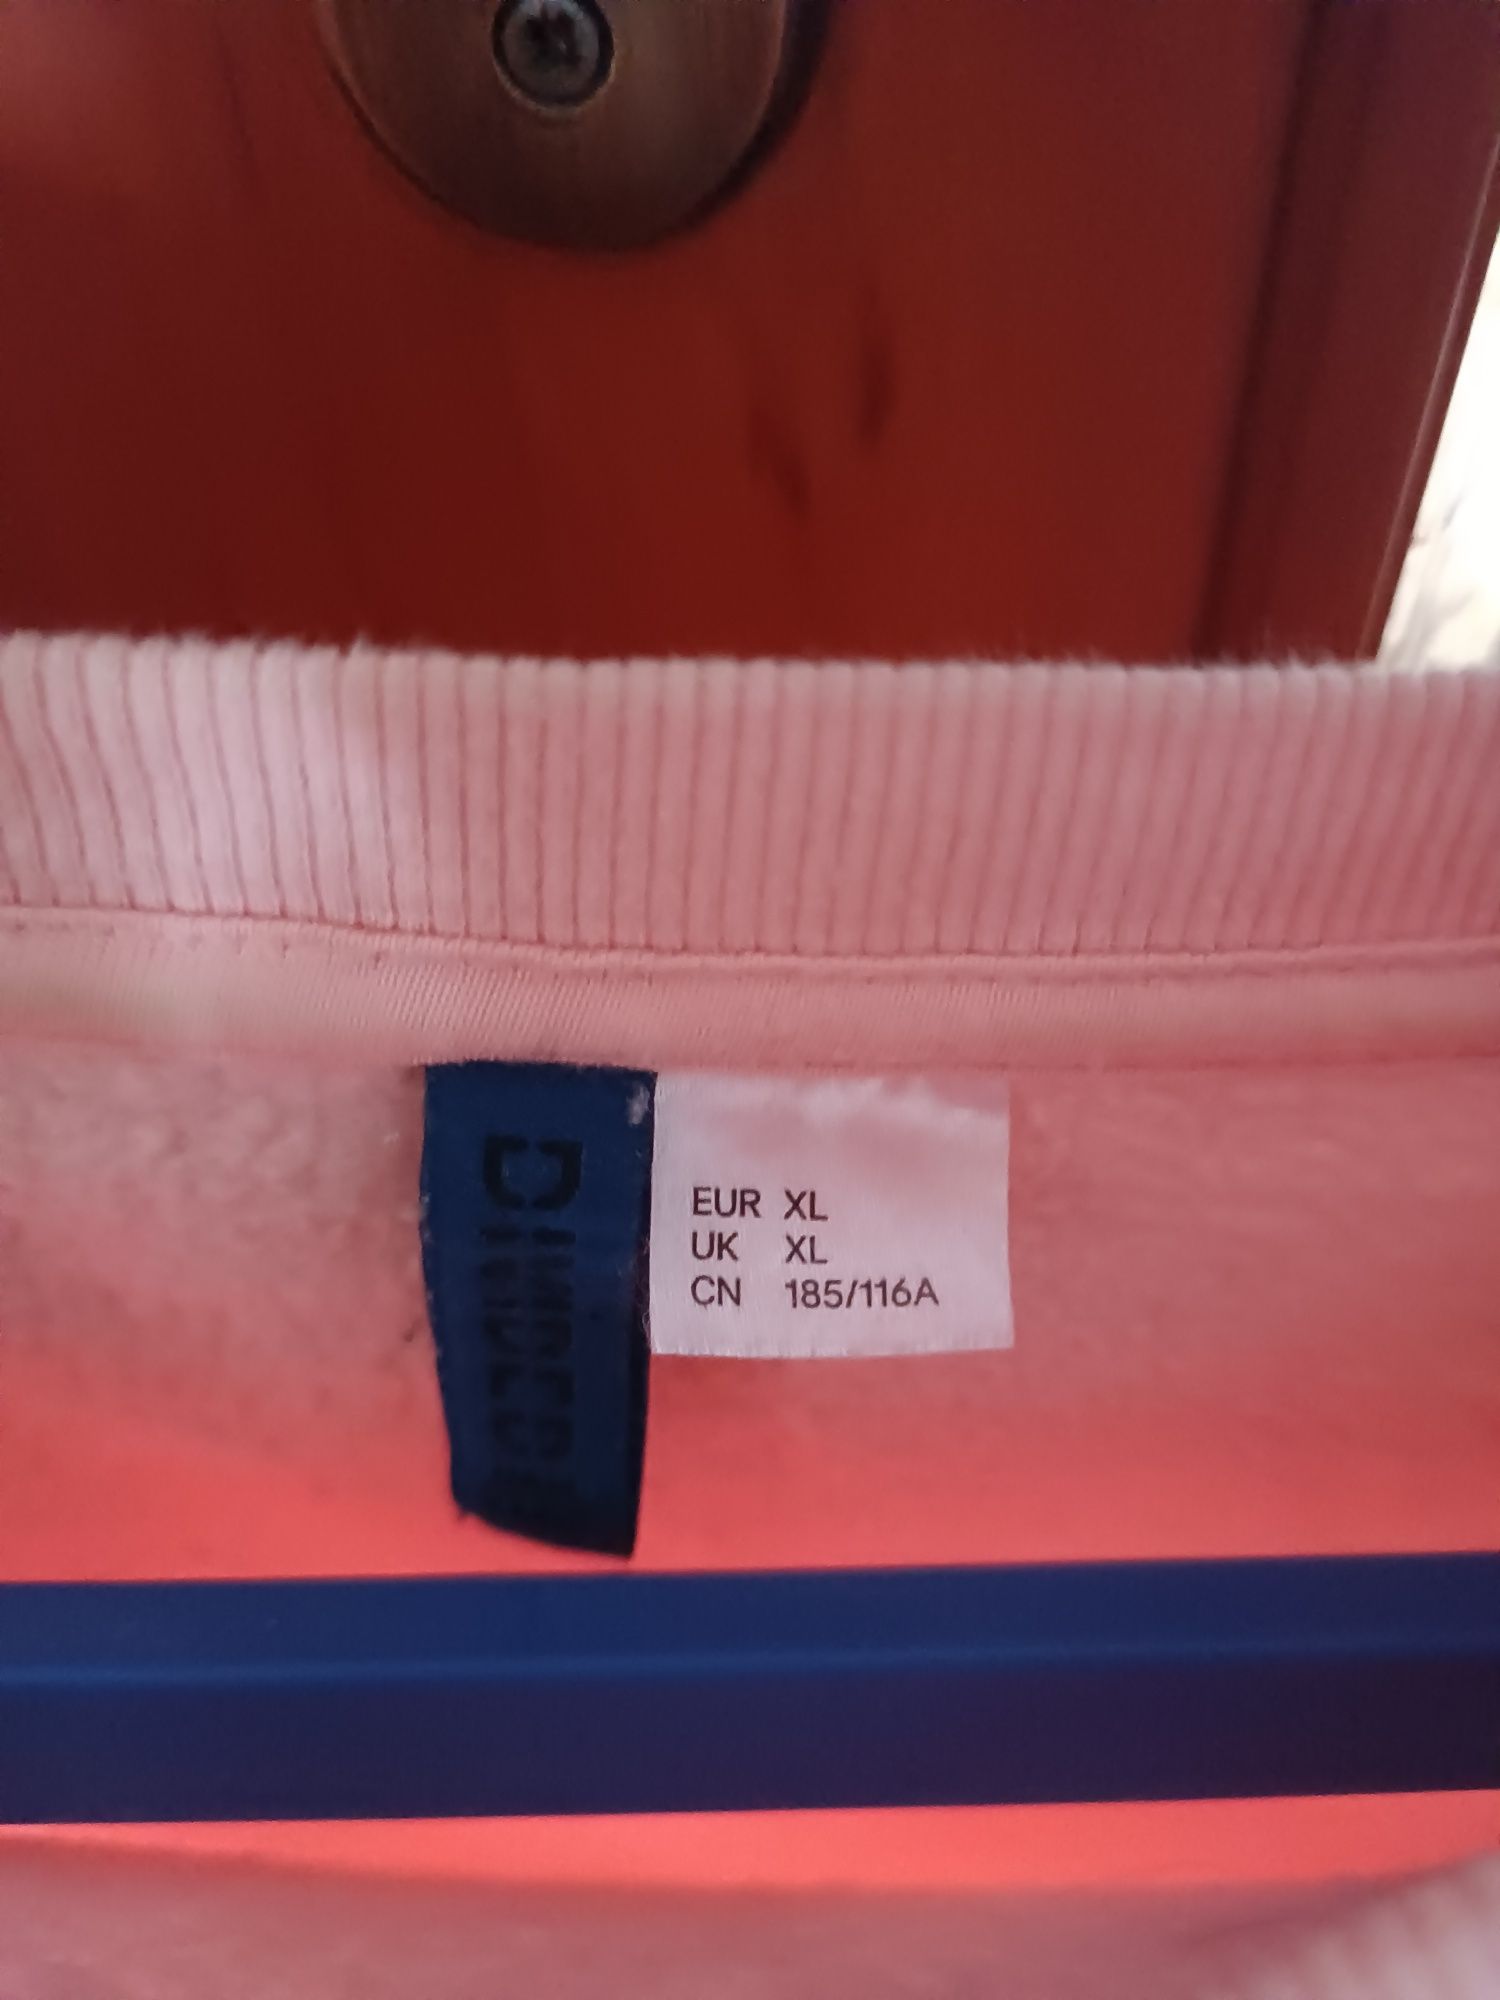 EUR XL
UK XL
CN 185/116A